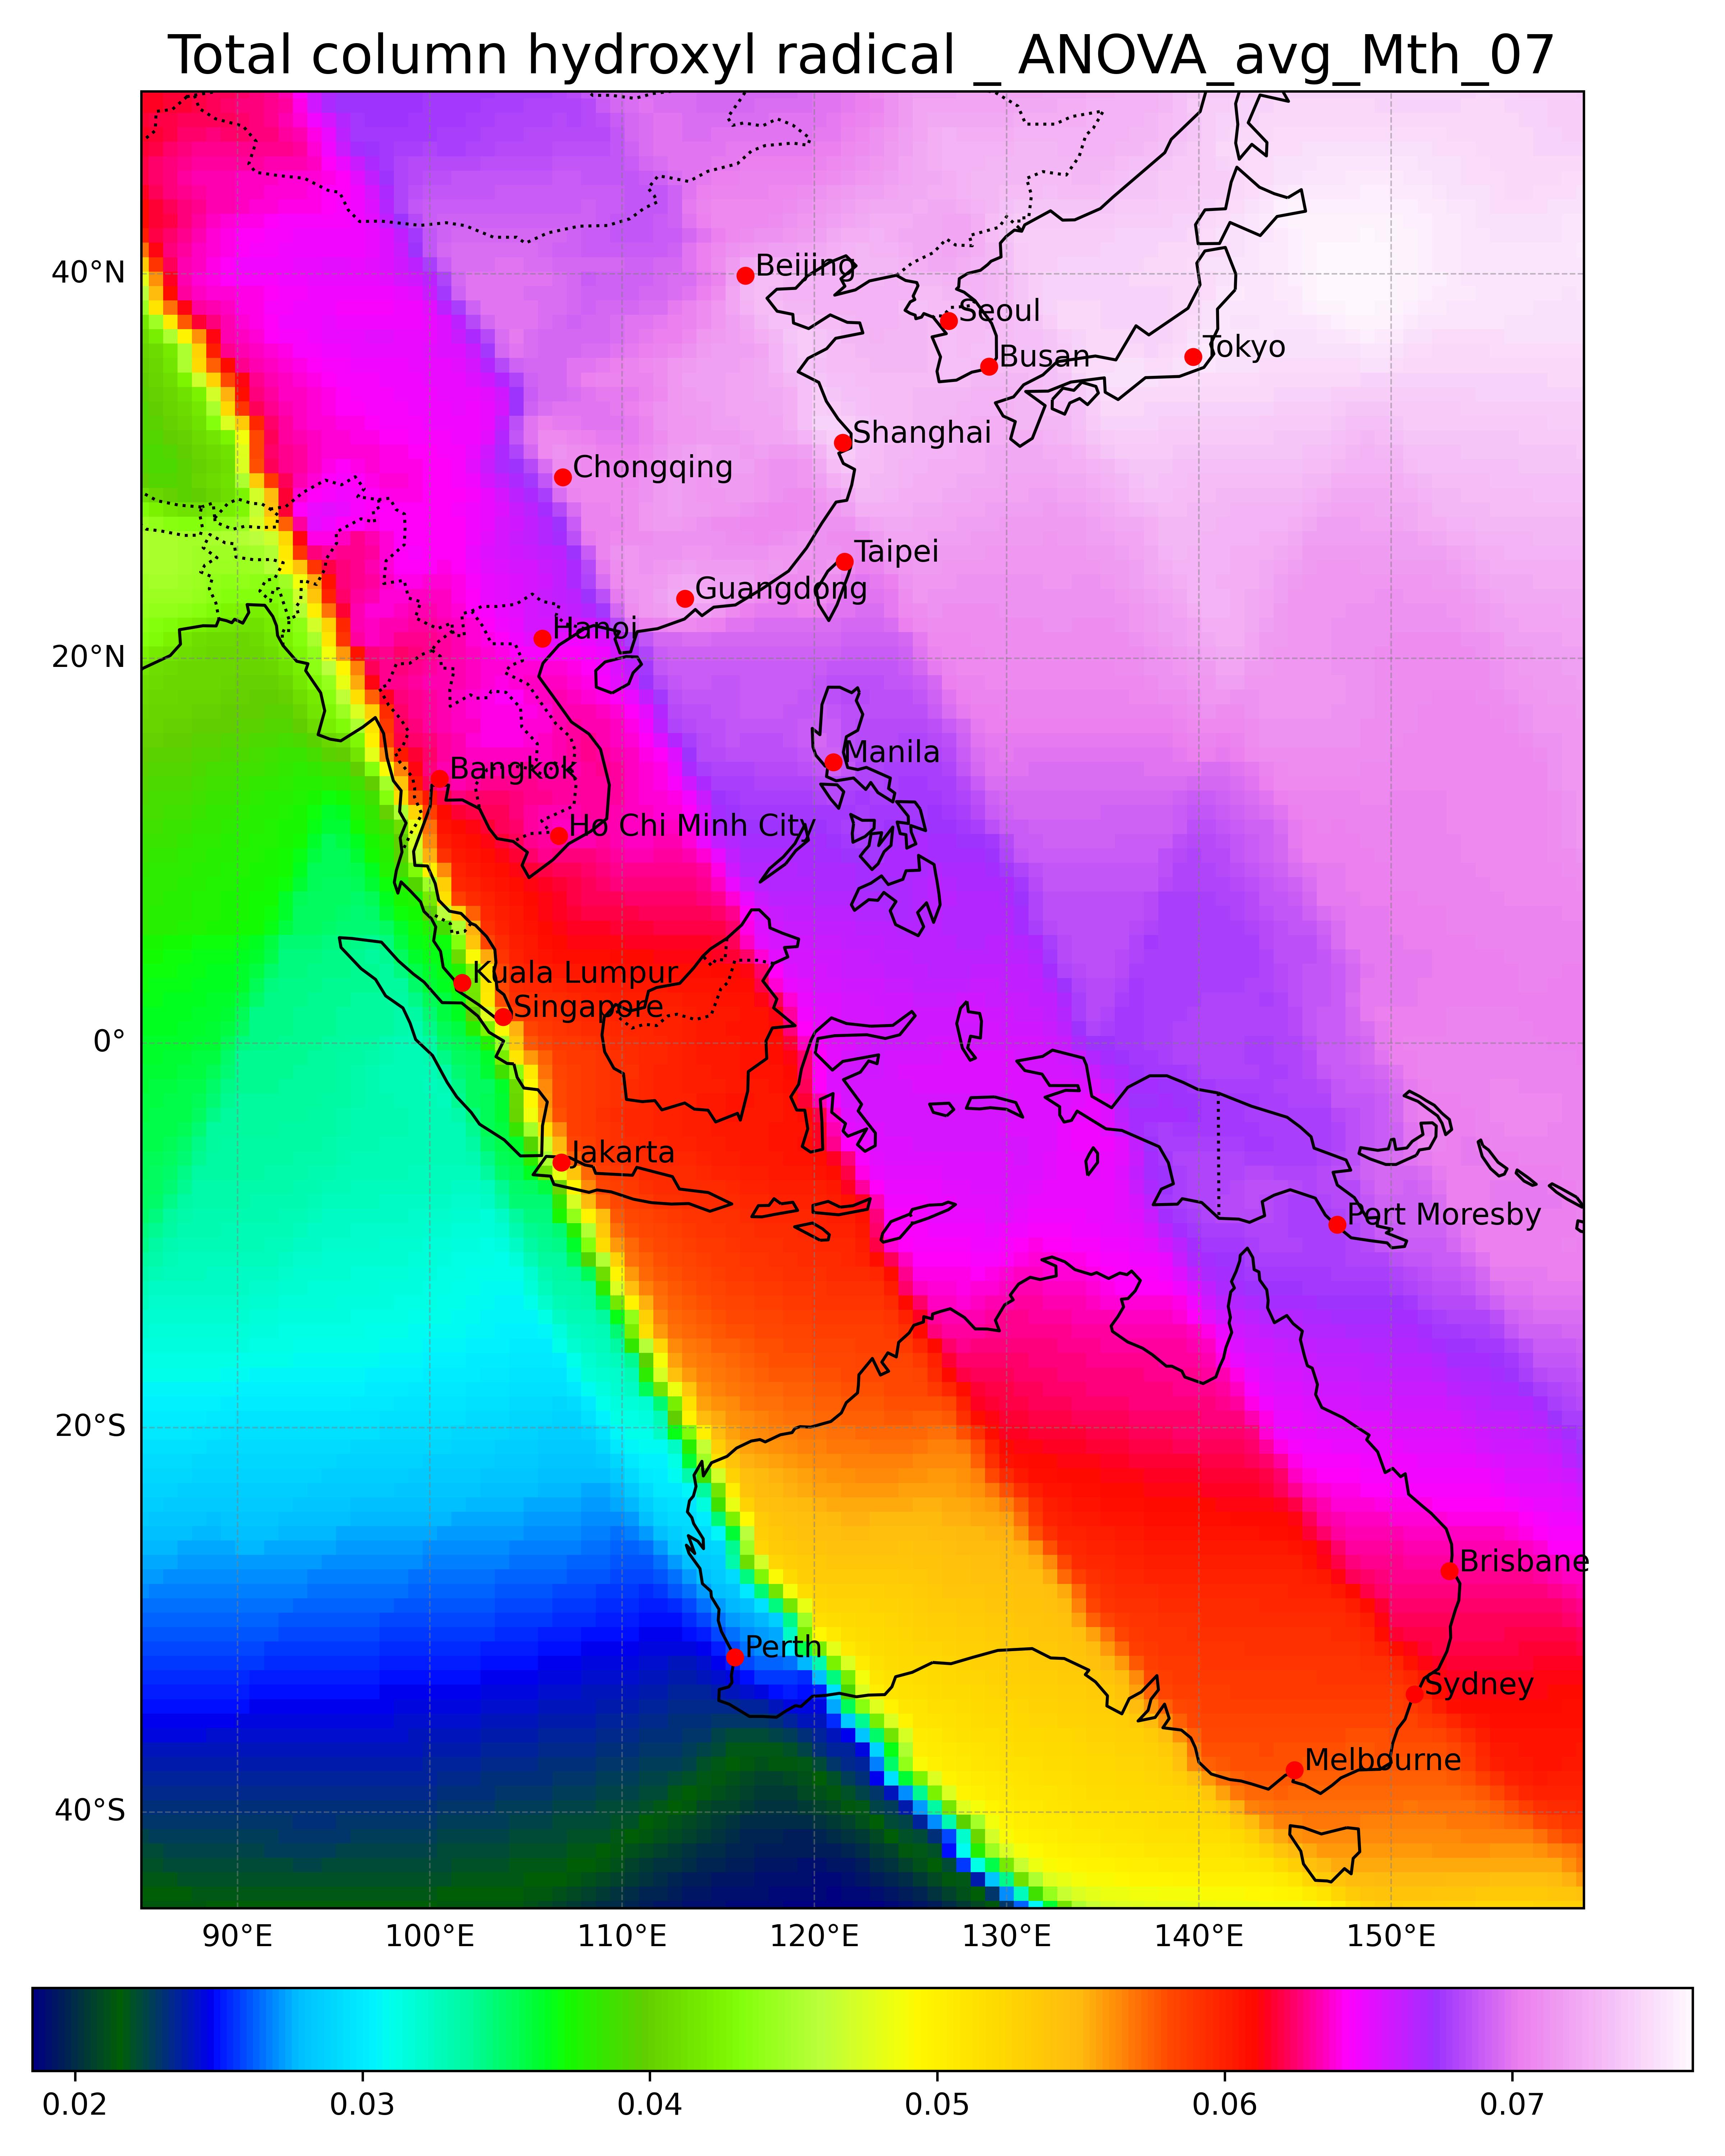 Total column hydroxyl radical _ ANOVA_avg_Mth_07
40°N
20°N
0°
20°S
40°S
Beijing
Seoul
Busan
Tokyo
Shanghai
Chongqing
Taipei
Guangdong
Hanoi
Manila
Bangkok
Ho Chi Minh City
Kuala Lumpur
Singapore
Jakarta
Port Moresby
Brisbane
Perth
Sydney
Melbourne
90°E 100°E 110°E 120°E 130°E 140°E 150°E
0.02 0.03 0.04 0.05 0.06 0.07